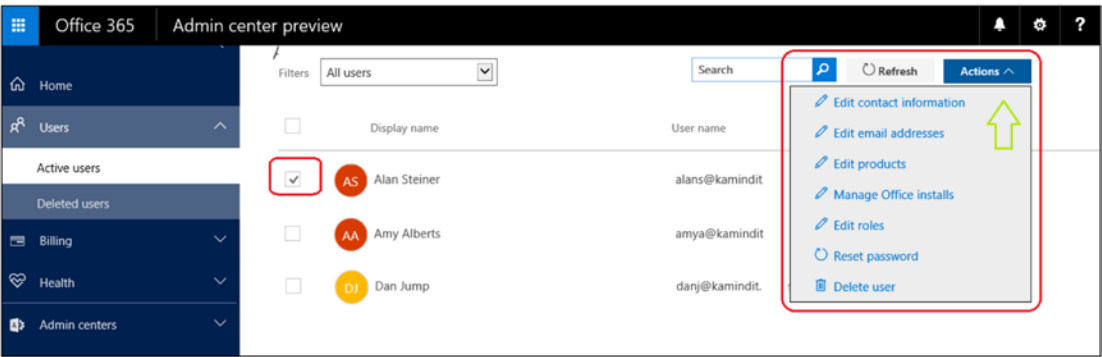 Office 365 Admin center preview ?
Home
Users
Active users
Deleted users
Billing
Health
Admin centers
Filters All users Search Refresh Actions
Display name User name
AS Alan Steiner alans@kamindit
AA Amy Alberts amya@kamindit
DJ Dan Jump danj@kamindit.
Edit contact information
Edit email addresses
Edit products
Manage Office installs
Edit roles
Reset password
Delete user